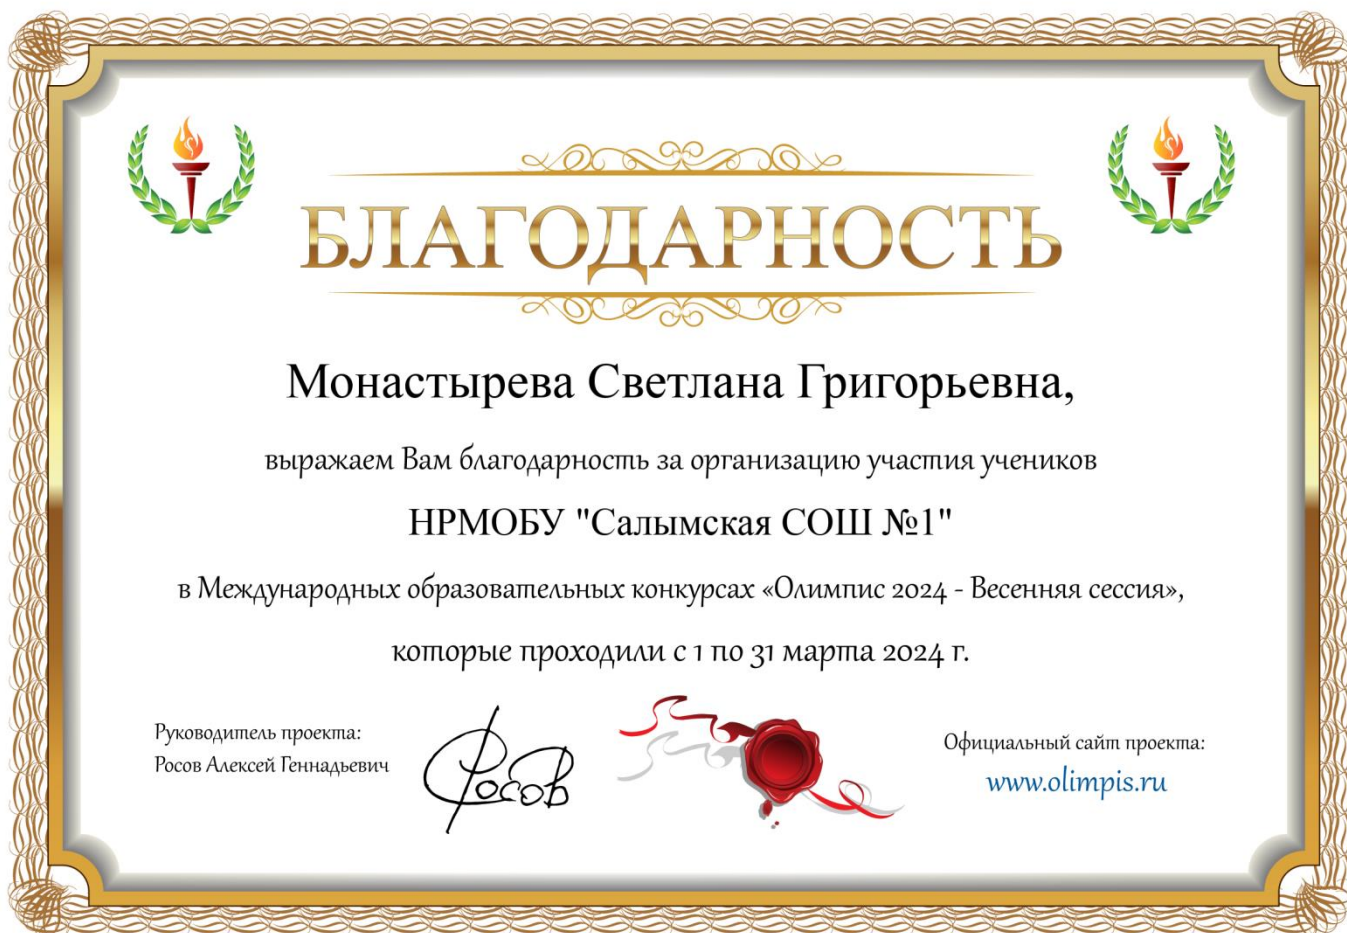 БЛАГОДАРНОСТЬ
Монастырева Светлана Григорьевна,
выражаем Вам благодарность за организацию участия учеников
НРМОБУ "Салымская СОШ №1"
в Международных образовательных конкурсах «Олимпис 2024 - Весенняя сессия»,
которые проходили с 1 по 31 марта 2024 г.
Руководитель проекта:
Росов Алексей Геннадьевич
Росов
Официальный сайт проекта:
www.olimpis.ru